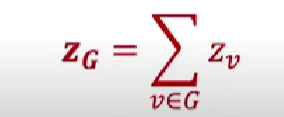 z_G = ∑_{v∈G} z_v